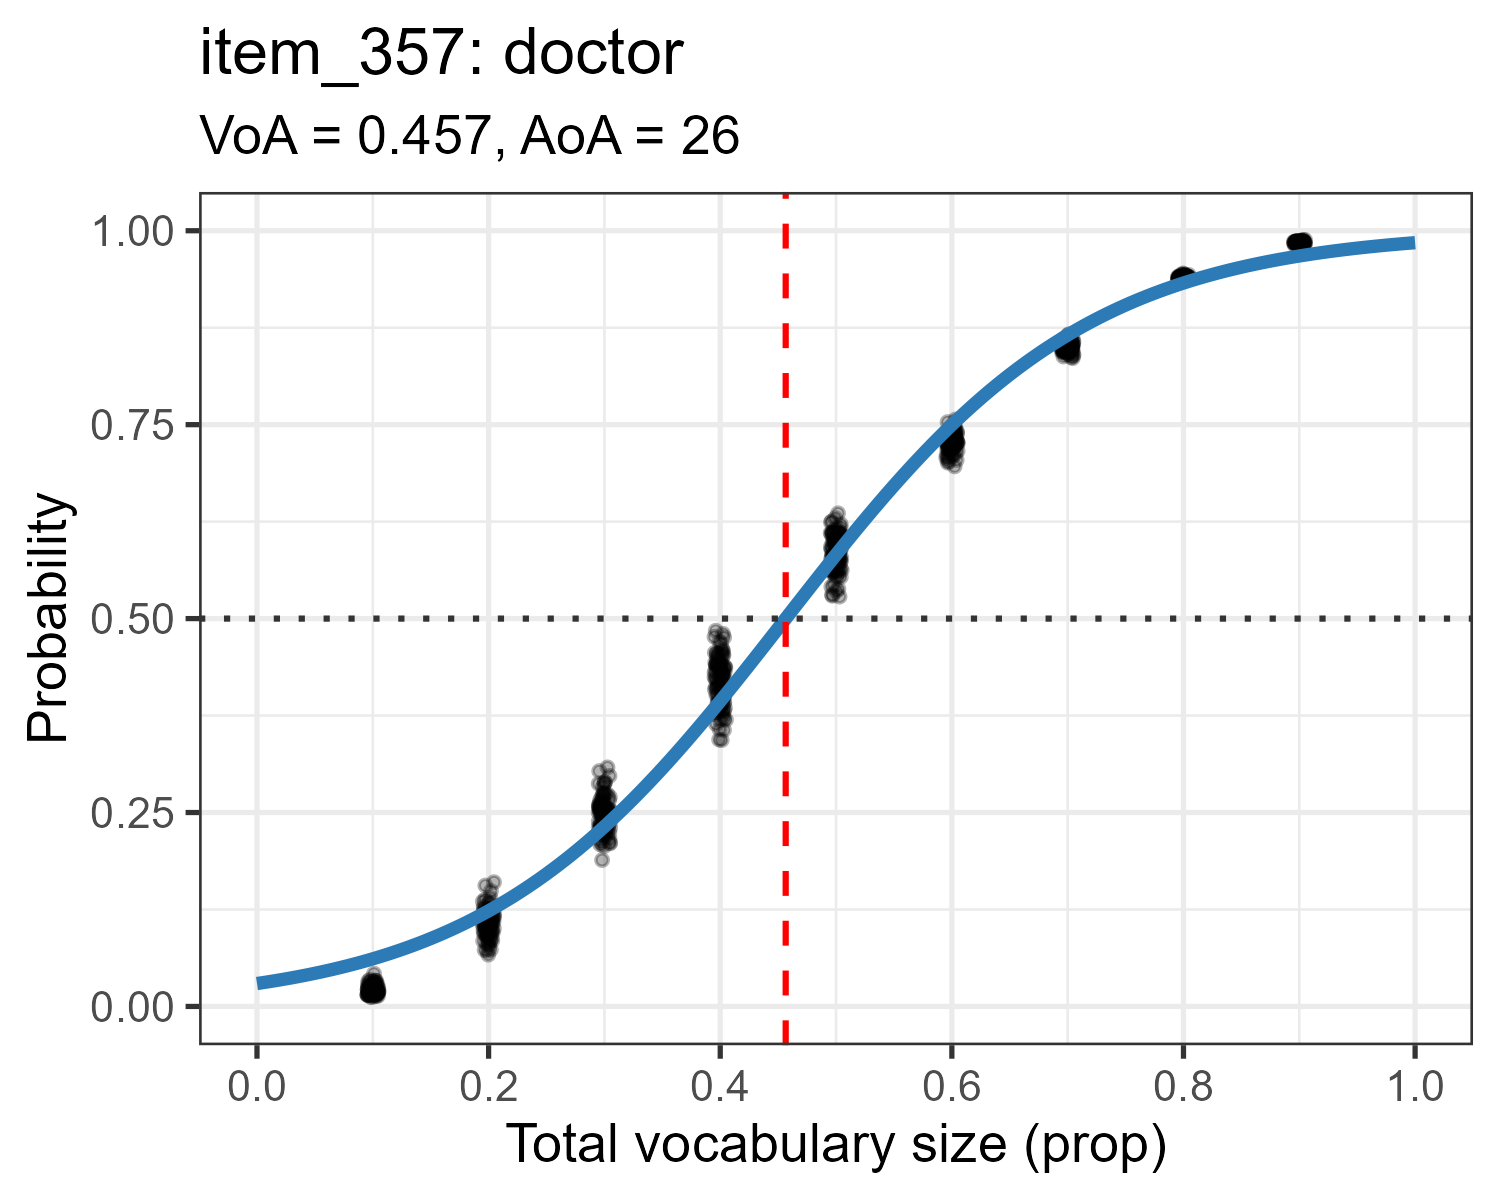 item_357: doctor
VoA = 0.457, AoA = 26
1.00
0.75
0.50
0.25
0.00
Probability
0.0 0.2 0.4 0.6 0.8 1.0
Total vocabulary size (prop)